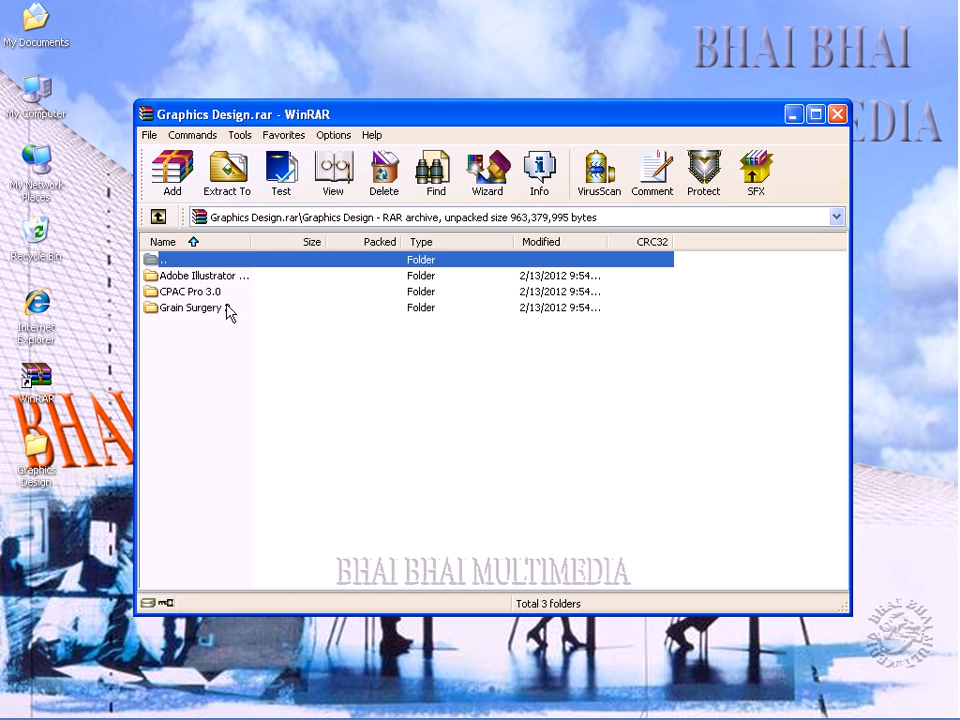 My Documents
My Computer
My Network
Places
Recycle Bin
Internet
Explorer
WinRAR
Graphics
Design
BHAI BHAI
EDIA
BHA
Graphics Design.rar - WinRAR
File Commands Tools Favorites Options Help
Add Extract To Test View Delete Find Wizard Info VirusScan Comment Protect SFX
Graphics Design.rar\Graphics Design - RAR archive, unpacked size 963,379,995 bytes
Name Size Packed Type Modified CRC32
.. Folder
Adobe Illustrator ... Folder 2/13/2012 9:54...
CPAC Pro 3.0 Folder 2/13/2012 9:54...
Grain Surgery Folder 2/13/2012 9:54...
BHAI BHAI MULTIMEDIA
Total 3 folders
BHAI BHAI MULTIMEDIA